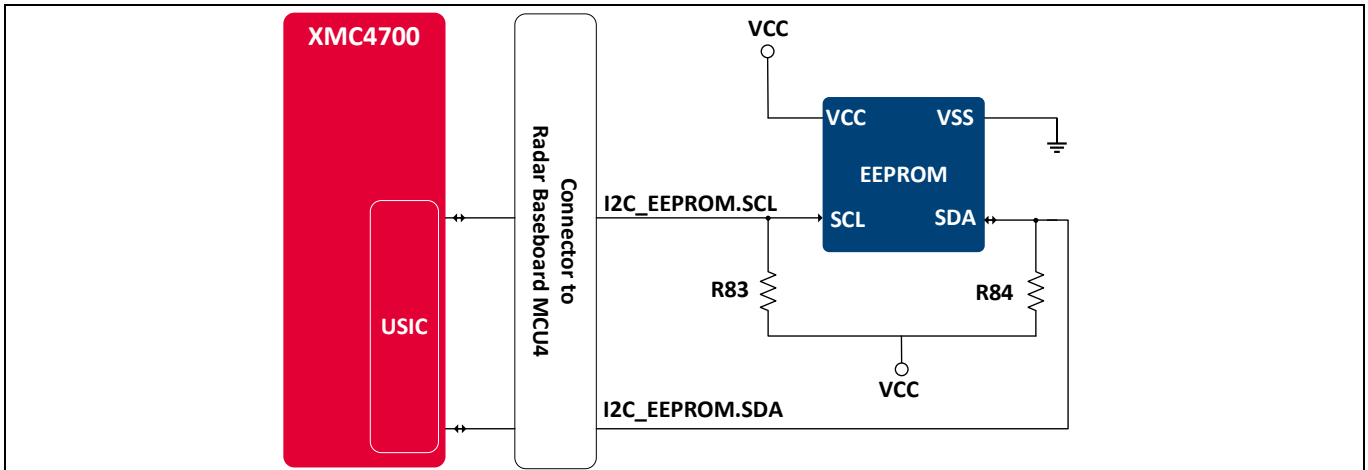 XMC4700
USIC
Connector to
Radar Baseboard MCU4
VCC
VCC
VSS
EEPROM
SCL
SDA
I2C_EEPROM.SCL
R83
R84
VCC
I2C_EEPROM.SDA